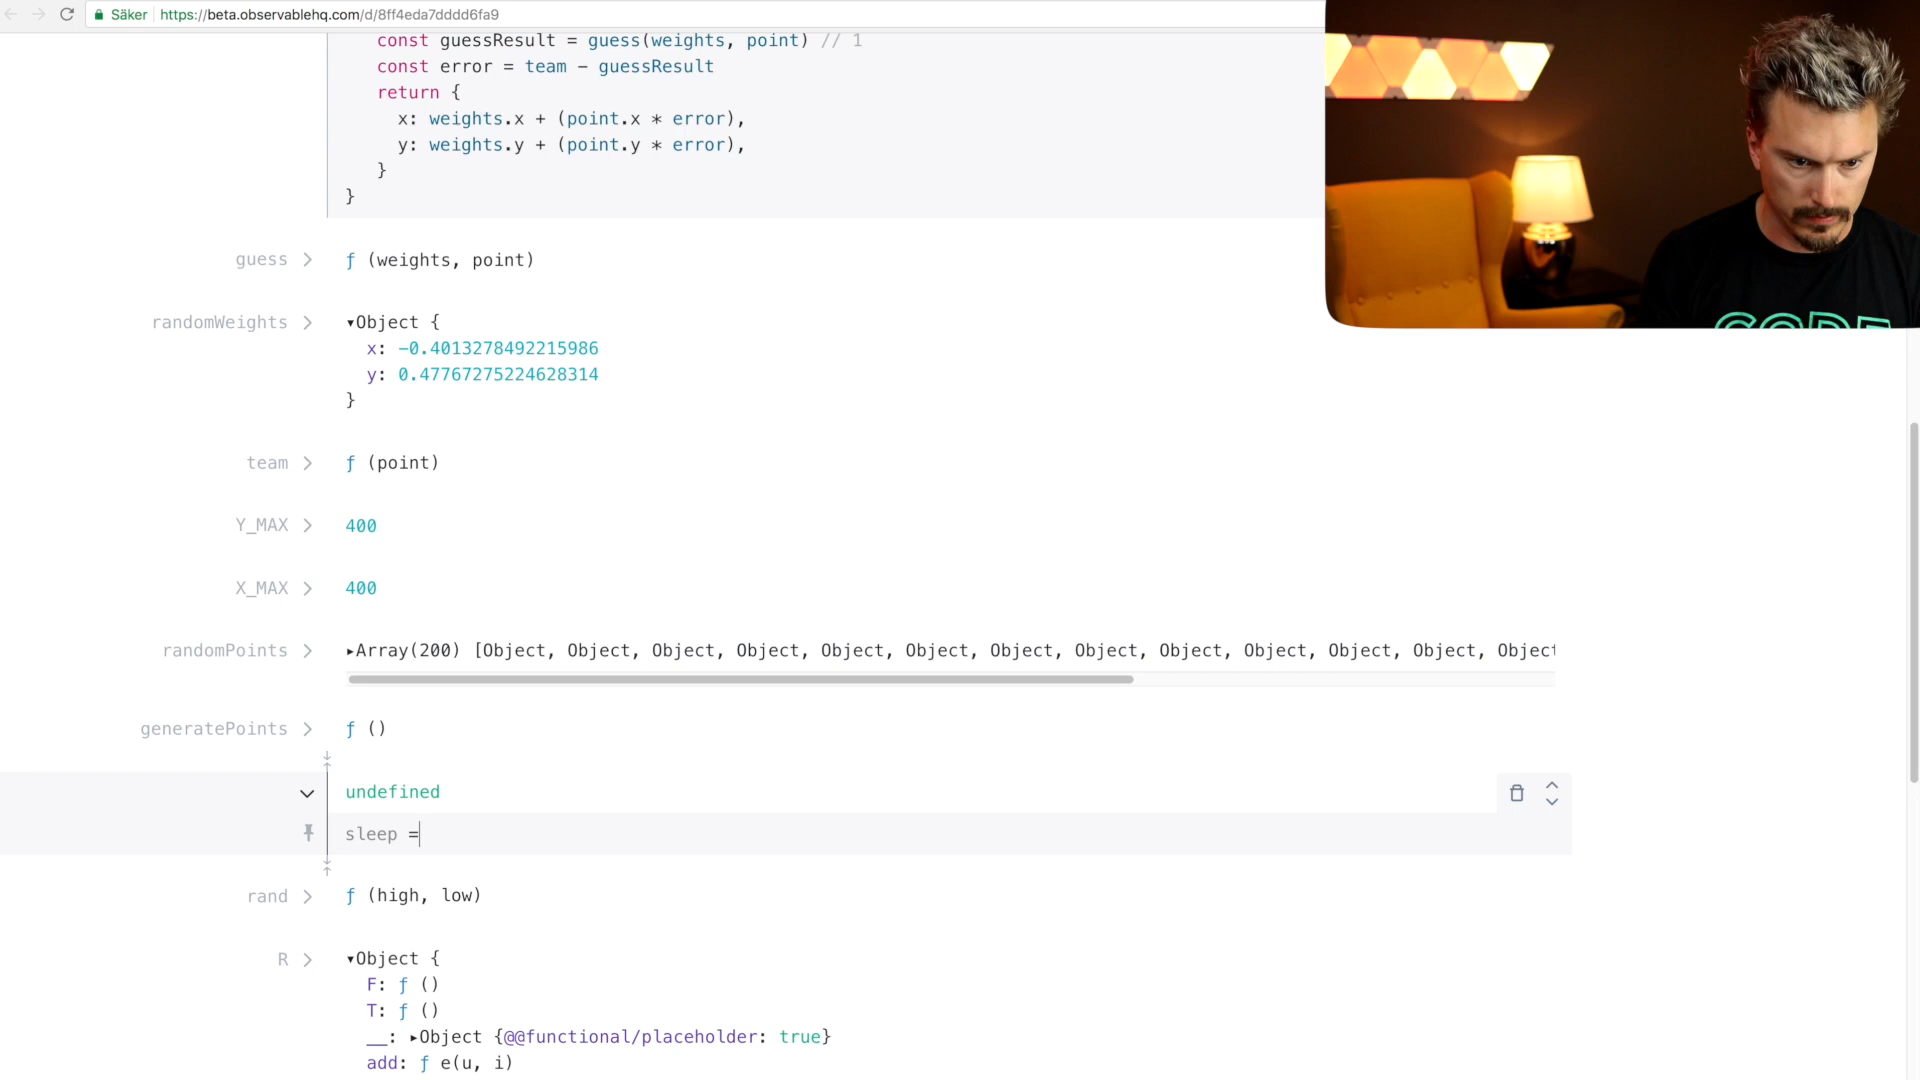 Säker https://beta.observablehq.com/d/8ff4eda7dddd6fa9
const guessResult = guess(weights, point) // 1
const error = team - guessResult
return {
x: weights.x + (point.x * error),
y: weights.y + (point.y * error),
}
}
guess ƒ (weights, point)
randomWeights ▾Object {
x: -0.4013278492215986
y: 0.47767275224628314
}
team ƒ (point)
Y_MAX 400
X_MAX 400
randomPoints ▸Array(200) [Object, Object, Object, Object, Object, Object, Object, Object, Object, Object, Object, Object, Object
generatePoints ƒ ()
undefined
sleep =
rand ƒ (high, low)
R ▾Object {
F: ƒ ()
T: ƒ ()
__: ▸Object {@@functional/placeholder: true}
add: ƒ e(u, i)
CODE